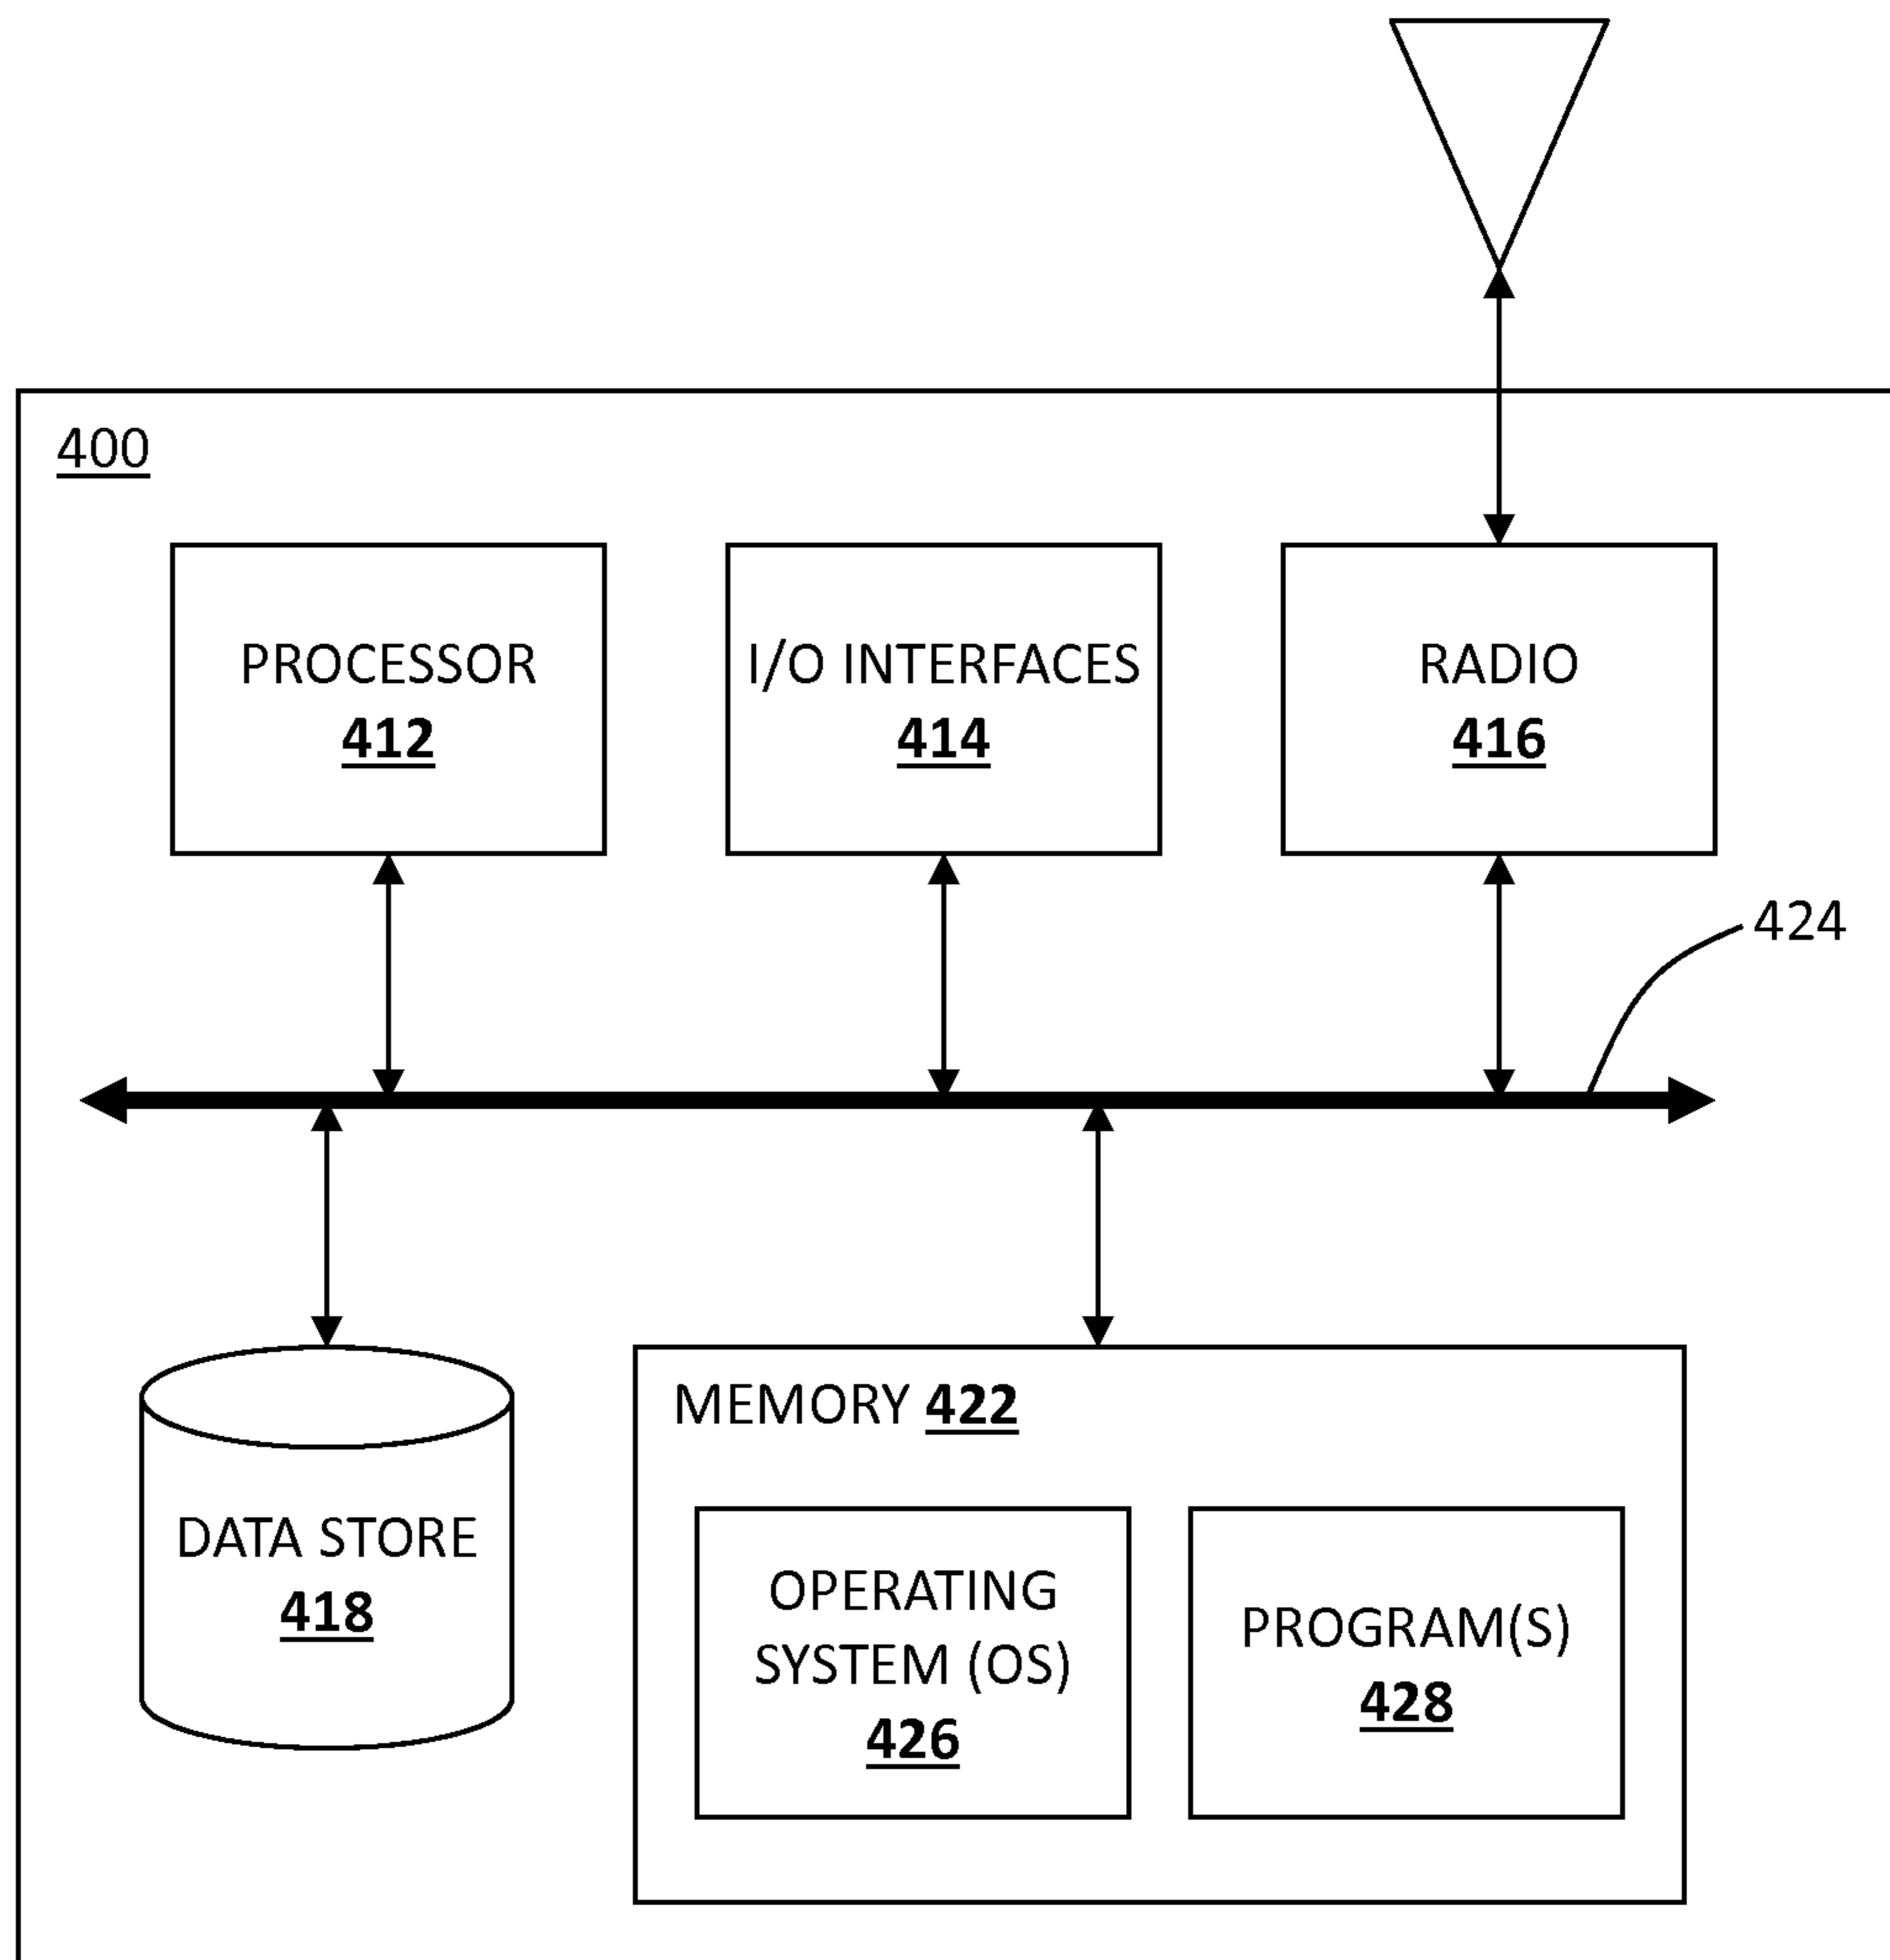 400
PROCESSOR
412
I/O INTERFACES
414
RADIO
416
424
DATA STORE
418
MEMORY 422
OPERATING
SYSTEM (OS)
426
PROGRAM(S)
428